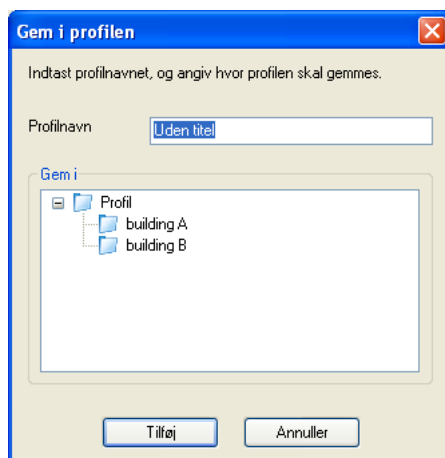 Gem i profilen
Indtast profilnavnet, og angiv hvor profilen skal gemmes.
Profilnavn Uden titel
Gem i
Profil
building A
building B
Tilføj Annuller